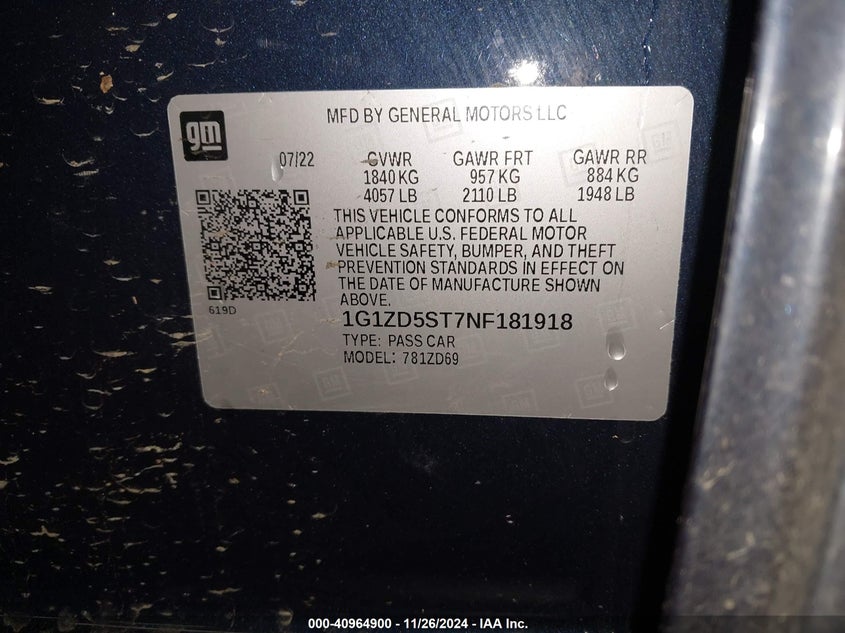 MFD BY GENERAL MOTORS LLC
gm
07/22 GVWR GAWR FRT GAWR RR
1840 KG 957 KG 884 KG
4057 LB 2110 LB 1948 LB
THIS VEHICLE CONFORMS TO ALL
APPLICABLE U.S. FEDERAL MOTOR
VEHICLE SAFETY, BUMPER, AND THEFT
PREVENTION STANDARDS IN EFFECT ON
THE DATE OF MANUFACTURE SHOWN
ABOVE.
619D
1G1ZD5ST7NF181918
TYPE: PASS CAR
MODEL: 781ZD69
000-40964900 - 11/26/2024 - IAA Inc.